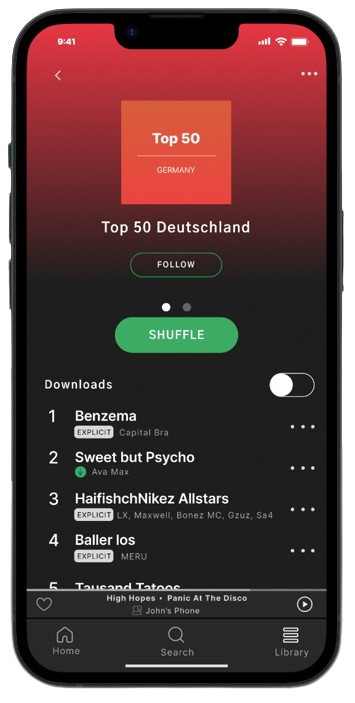 9:41
Top 50
GERMANY
Top 50 Deutschland
FOLLOW
SHUFFLE
Downloads
1 Benzema
EXPLICIT Capital Bra
2 Sweet but Psycho
Ava Max
3 HaifishchNikez Allstars
EXPLICIT LX, Maxwell, Bonez MC, Gzuz, Sa4
4 Baller los
EXPLICIT MERU
5 Tausand Tatoos
High Hopes • Panic At The Disco
John's Phone
Home Search Library